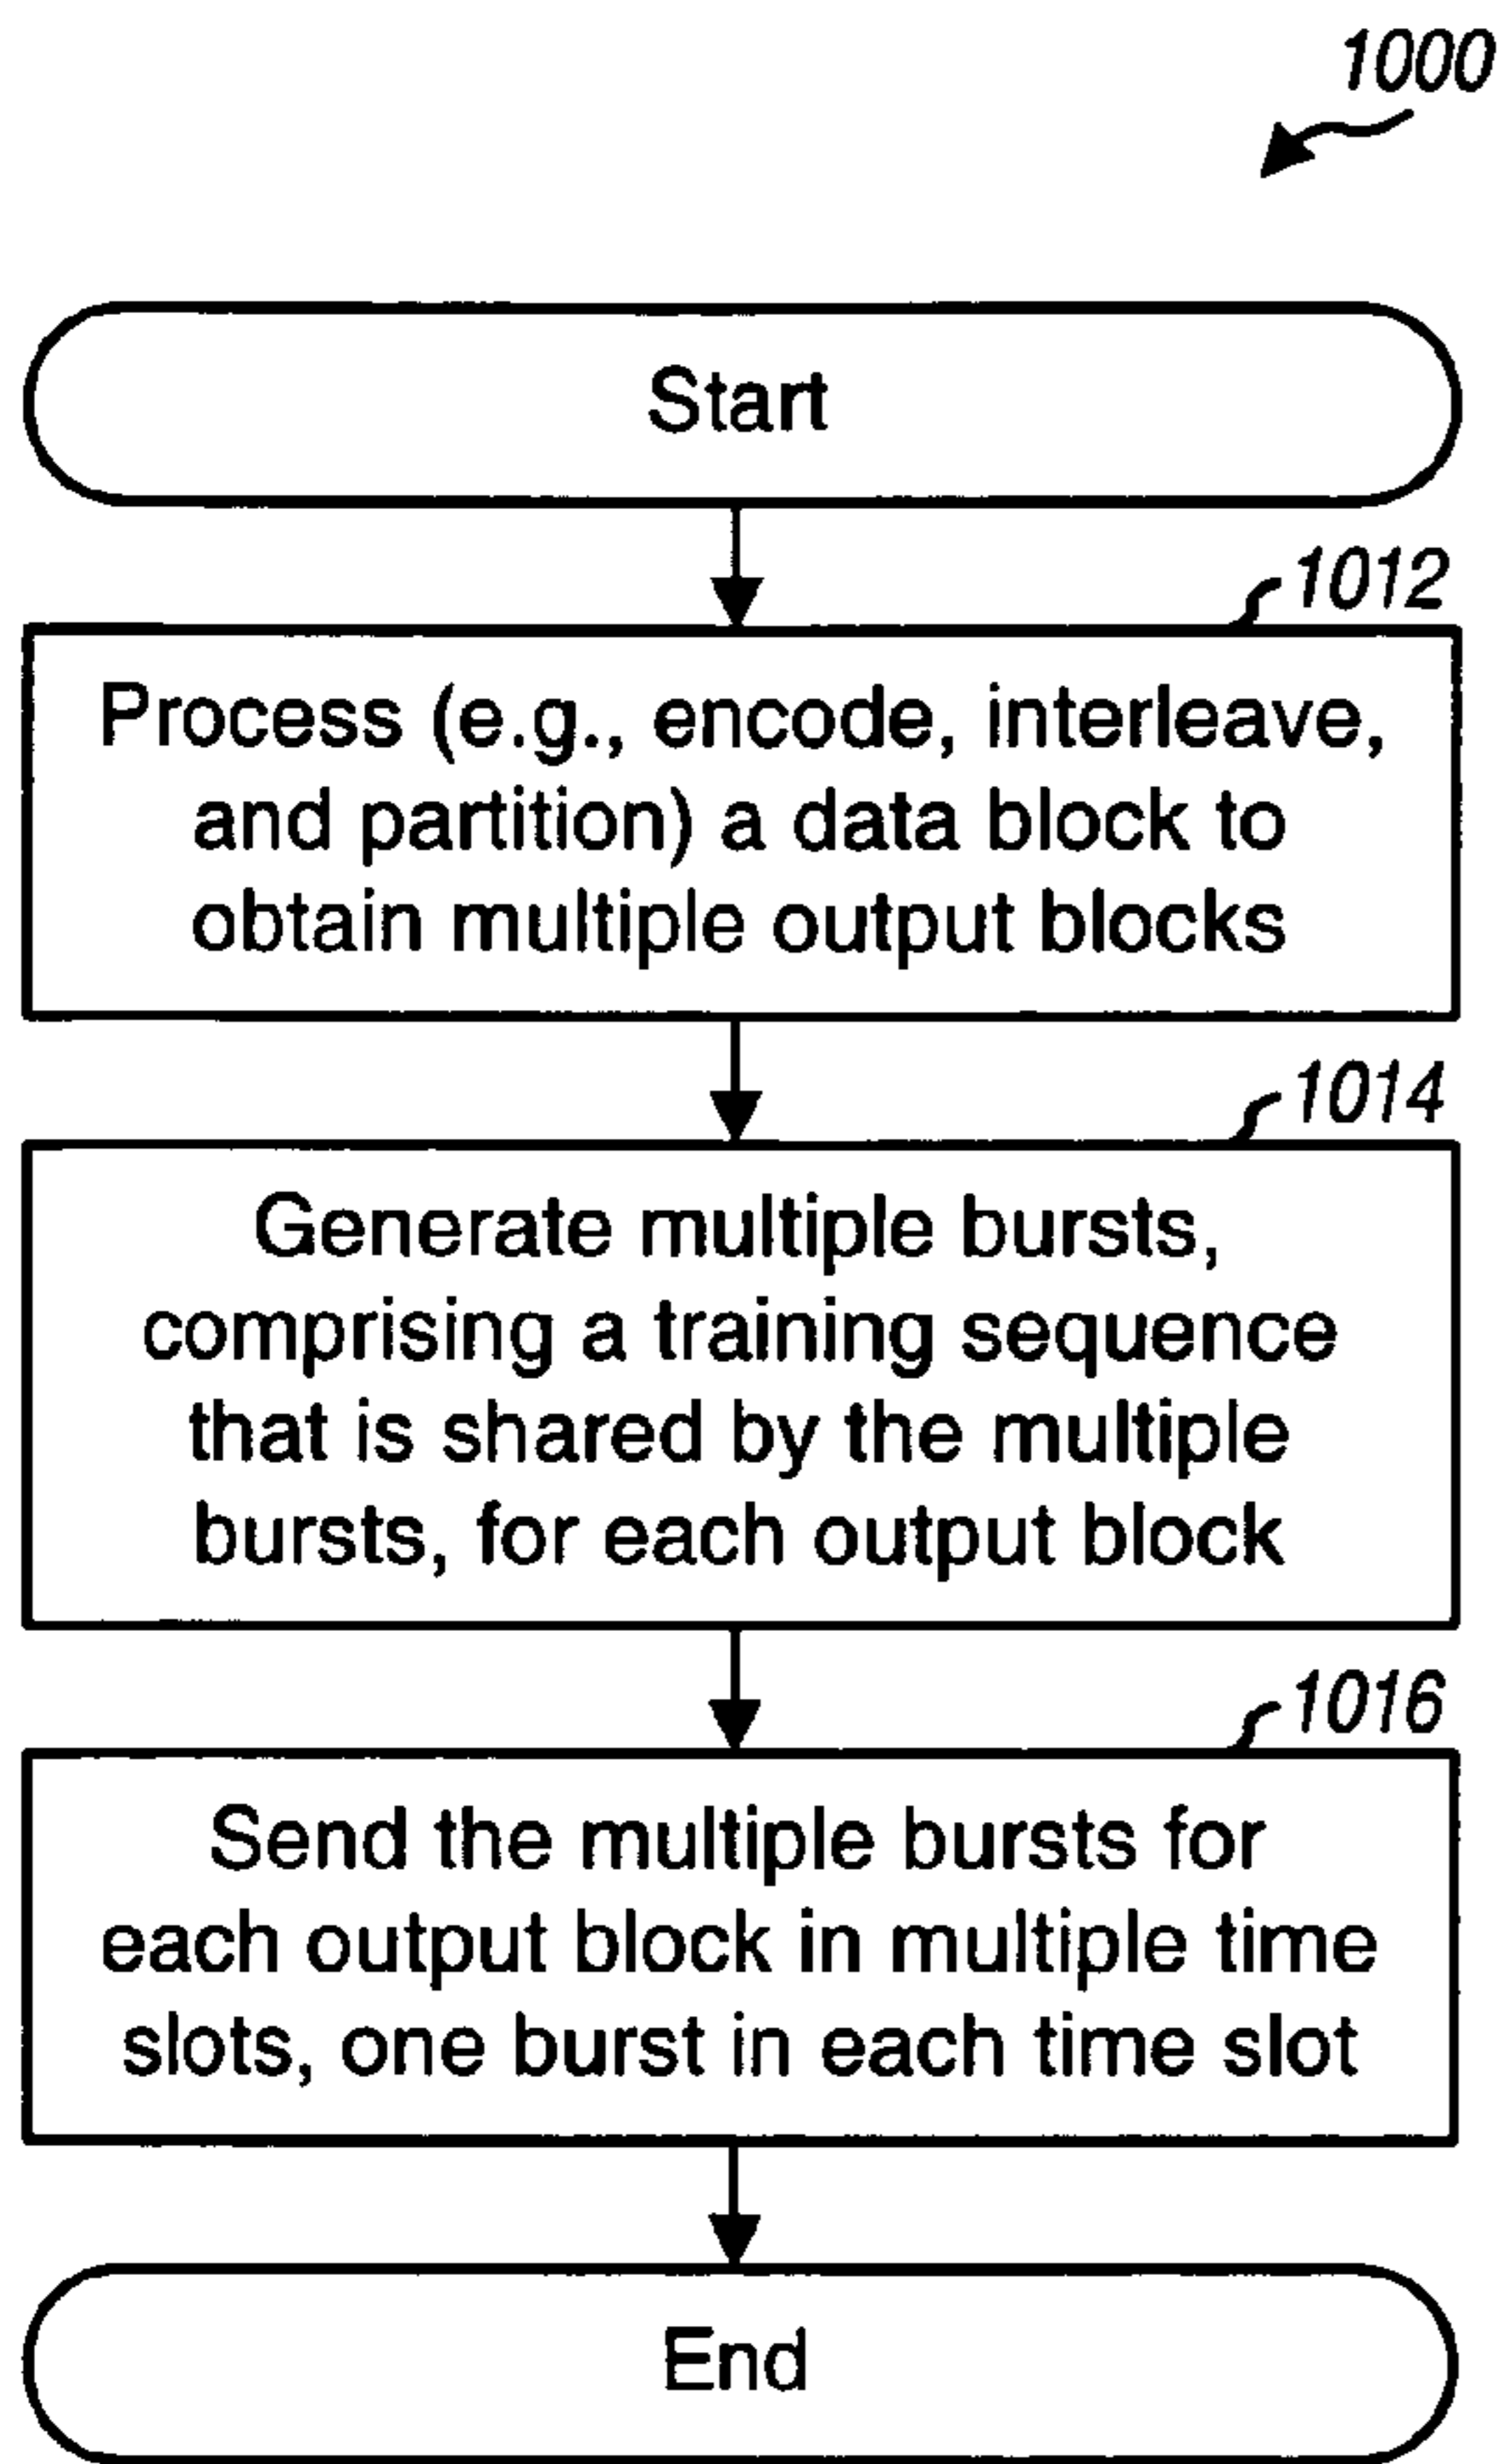 1000
Start
1012
Process (e.g., encode, interleave,
and partition) a data block to
obtain multiple output blocks
1014
Generate multiple bursts,
comprising a training sequence
that is shared by the multiple
bursts, for each output block
1016
Send the multiple bursts for
each output block in multiple time
slots, one burst in each time slot
End